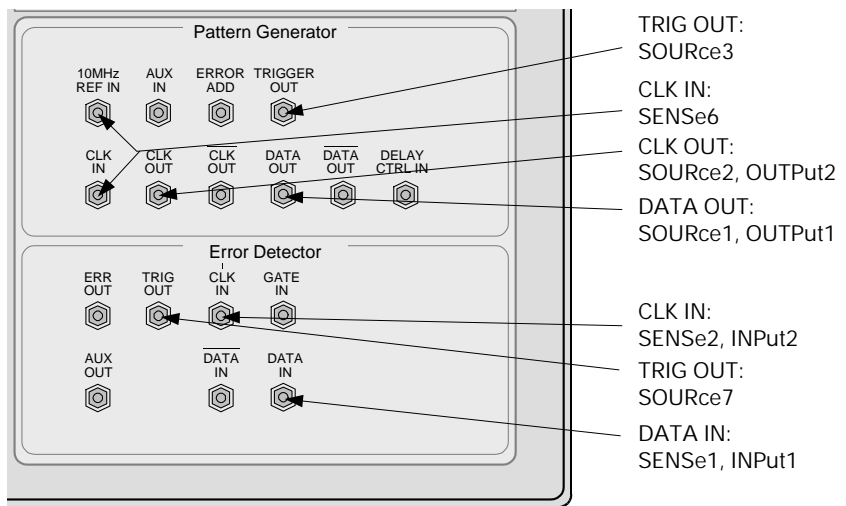 Pattern Generator
10MHz
REF IN
AUX
IN
ERROR
ADD
TRIGGER
OUT
CLK
IN
CLK
OUT
CLK
OUT
DATA
OUT
DATA
OUT
DELAY
CTRL IN
Error Detector
ERR
OUT
TRIG
OUT
CLK
IN
GATE
IN
AUX
OUT
DATA
IN
DATA
IN
TRIG OUT:
SOURce3
CLK IN:
SENSe6
CLK OUT:
SOURce2, OUTPut2
DATA OUT:
SOURce1, OUTPut1
CLK IN:
SENSe2, INPut2
TRIG OUT:
SOURce7
DATA IN:
SENSe1, INPut1